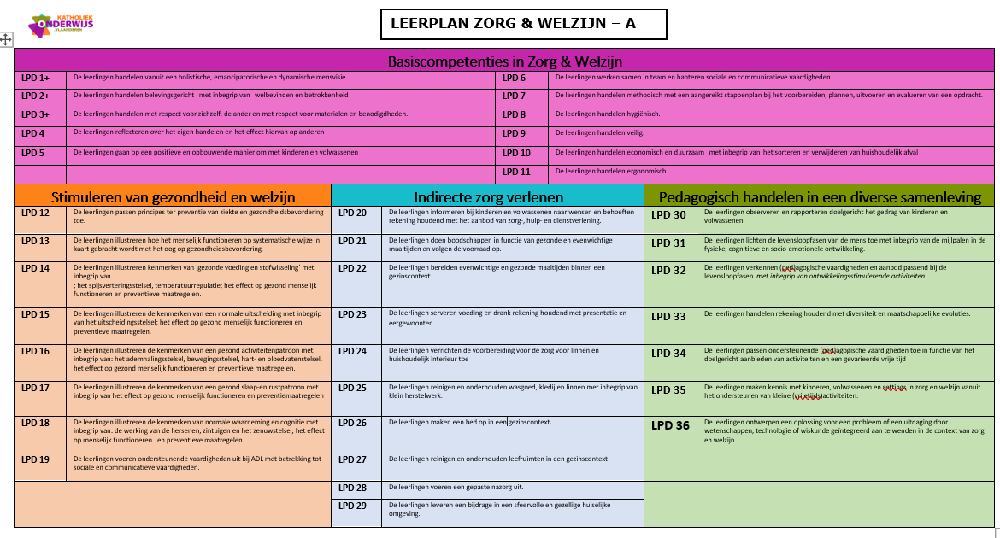 KATHOLIEK
ONDERWIJS
VLAANDEREN
LEERPLAN ZORG & WELZIJN – A
Basiscompetenties in Zorg & Welzijn
LPD 1+ De leerlingen handelen vanuit een holistische, emancipatorische en dynamische mensvisie
LPD 2+ De leerlingen handelen belevingsgericht met inbegrip van welbevinden en betrokkenheid
LPD 3+ De leerlingen handelen met respect voor zichzelf, de ander en met respect voor materialen en benodigdheden.
LPD 4 De leerlingen reflecteren over het eigen handelen en het effect hiervan op anderen
LPD 5 De leerlingen gaan op een positieve en opbouwende manier om met kinderen en volwassenen
LPD 6 De leerlingen werken samen in team en hanteren sociale en communicatieve vaardigheden
LPD 7 De leerlingen handelen methodisch met een aangereikt stappenplan bij het voorbereiden, plannen, uitvoeren en evalueren van een opdracht.
LPD 8 De leerlingen handelen hygiënisch.
LPD 9 De leerlingen handelen veilig.
LPD 10 De leerlingen handelen economisch en duurzaam met inbegrip van het sorteren en verwijderen van huishoudelijk afval
LPD 11 De leerlingen handelen ergonomisch.
Stimuleren van gezondheid en welzijn
LPD 12 De leerlingen passen principes ter preventie van ziekte en gezondheidsbevordering
toe.
LPD 13 De leerlingen illustreren hoe het menselijk functioneren op systematische wijze in
kaart gebracht wordt met het oog op gezondheidsbevordering.
LPD 14 De leerlingen illustreren kenmerken van ‘gezonde voeding en stofwisseling’ met
inbegrip van
; het spijsverteringsstelsel, temperatuurregulatie; het effect op gezond menselijk
functioneren en preventieve maatregelen.
LPD 15 De leerlingen illustreren de kenmerken van een normale uitscheiding met inbegrip
van het uitscheidingsstelsel; het effect op gezond menselijk functioneren en
preventieve maatregelen.
LPD 16 De leerlingen illustreren de kenmerken van een gezond activiteitenpatroon met
inbegrip van: het ademhalingsstelsel, bewegingsstelsel, hart- en bloedvatenstelsel,
het effect op gezond menselijk functioneren en preventieve maatregelen.
LPD 17 De leerlingen illustreren de kenmerken van een gezond slaap-en rustpatroon met
inbegrip van het effect op gezond menselijk functioneren en preventiemaatregelen
LPD 18 De leerlingen illustreren de kenmerken van normale waarneming en cognitie met
inbegrip van: de werking van de hersenen, zintuigen en het zenuwstelsel, het effect
op menselijk functioneren en preventieve maatregelen.
LPD 19 De leerlingen voeren ondersteunende vaardigheden uit bij ADL met betrekking tot
sociale en communicatieve vaardigheden.
Indirecte zorg verlenen
LPD 20 De leerlingen informeren bij kinderen en volwassenen naar wensen en behoeften
rekening houdend met het aanbod van zorg-, hulp- en dienstverlening.
LPD 21 De leerlingen doen boodschappen in functie van gezonde en evenwichtige
maaltijden en volgen de voorraad op.
LPD 22 De leerlingen bereiden evenwichtige en gezonde maaltijden binnen een
gezinscontext
LPD 23 De leerlingen serveren voeding en drank rekening houdend met presentatie en
eetgewoonten.
LPD 24 De leerlingen verrichten de voorbereiding voor de zorg voor linnen en
huishoudelijk interieur toe
LPD 25 De leerlingen reinigen en onderhouden wasgoed, kledij en linnen met inbegrip van
klein herstelwerk.
LPD 26 De leerlingen maken een bed op in een gezinscontext.
LPD 27 De leerlingen reinigen en onderhouden leefruimten in een gezinscontext
LPD 28 De leerlingen voeren een gepaste nazorg uit.
LPD 29 De leerlingen leveren een bijdrage in een sfeervolle en gezellige huiselijke
omgeving.
Pedagogisch handelen in een diverse samenleving
LPD 30 De leerlingen observeren en rapporteren doelgericht het gedrag van kinderen en
volwassenen.
LPD 31 De leerlingen lichten de levensloopfasen van de mens toe met inbegrip van de mijlpalen in de
fysieke, cognitieve en socio-emotionele ontwikkeling.
LPD 32 De leerlingen verkennen (ped)agogische vaardigheden en aanbod passend bij de
levensloopfasen met inbegrip van ontwikkelingsstimulerende activiteiten
LPD 33 De leerlingen handelen rekening houdend met diversiteit en maatschappelijke evoluties.
LPD 34 De leerlingen passen ondersteunende (ped)agogische vaardigheden toe in functie van het
doelgericht aanbieden van activiteiten en een gevarieerde vrije tijd
LPD 35 De leerlingen maken kennis met kinderen, volwassenen en settings in zorg en welzijn vanuit
het ondersteunen van kleine (vrijetijds)activiteiten.
LPD 36 De leerlingen ontwerpen een oplossing voor een probleem of een uitdaging door
wetenschappen, technologie of wiskunde geïntegreerd aan te wenden in de context van zorg
en welzijn.